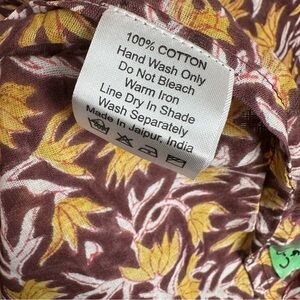 100% COTTON
Hand Wash Only
Do Not Bleach
Warm Iron
Line Dry In Shade
Wash Separately
Made In Jaipur, India